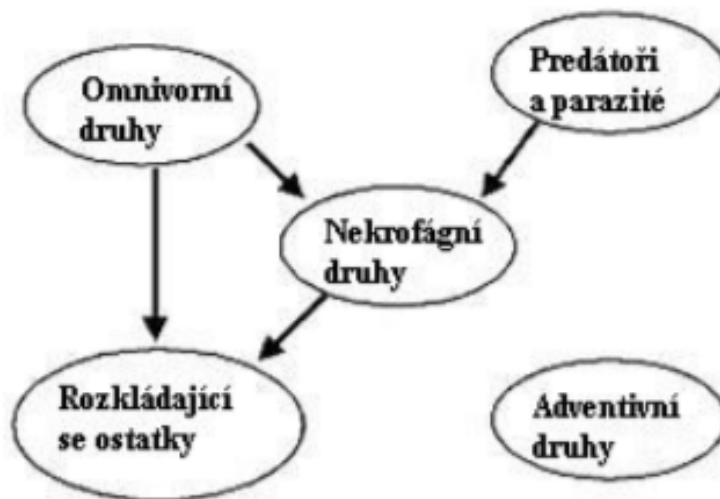 Omnivorní
druhy
Predátoři
a parazité
Nekrofágní
druhy
Rozkládající
se ostatky
Adventivní
druhy